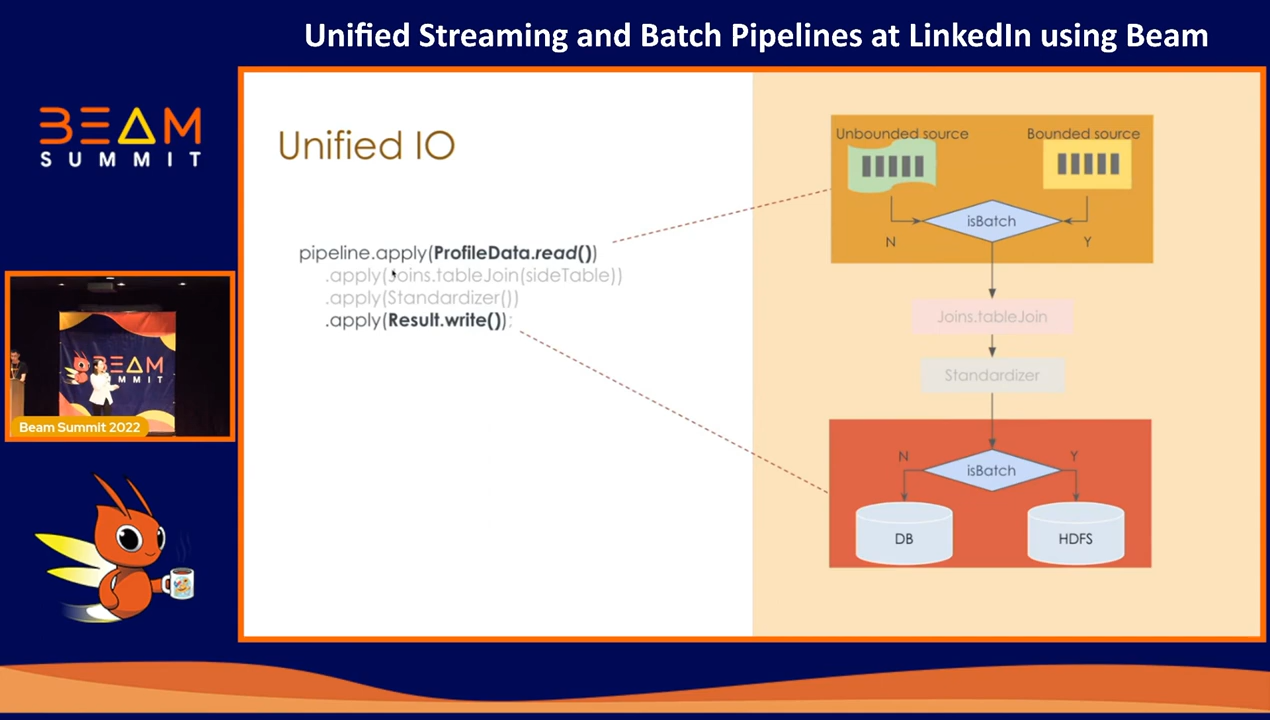 Unified Streaming and Batch Pipelines at LinkedIn using Beam
BEAM
SUMMIT
Unified IO
pipeline.apply(ProfileData.read())
.apply(Joins.tableJoin(sideTable))
.apply(Standardizer())
.apply(Result.write());
Unbounded source
Bounded source
isBatch
N
Y
Joins.tableJoin
Standardizer
N
isBatch
Y
DB
HDFS
BEAM
SUMMIT
Beam Summit 2022